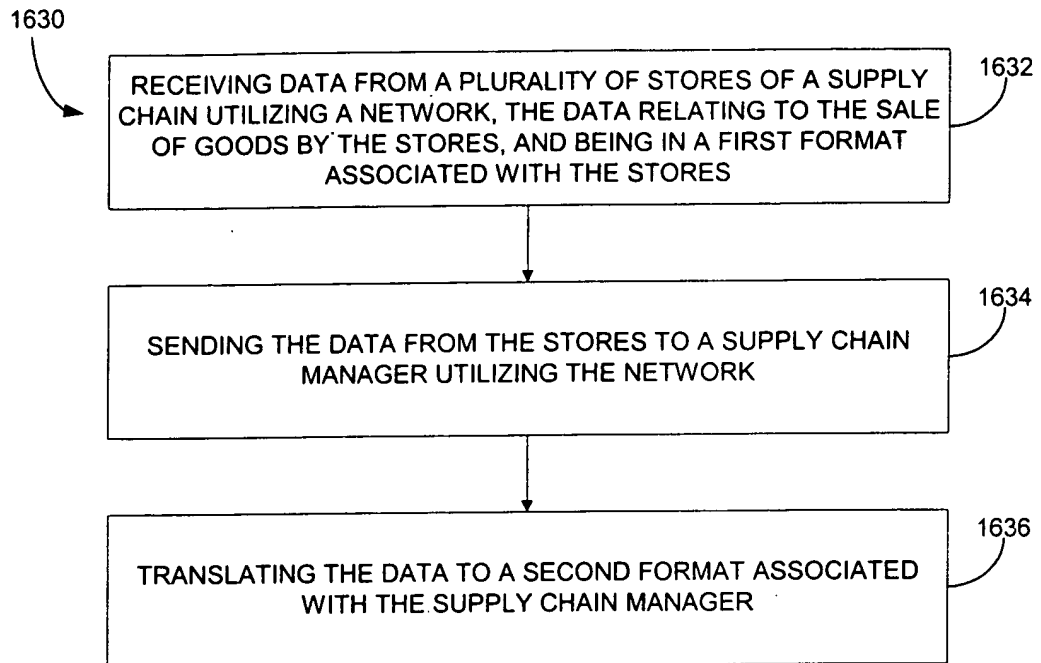 1630
RECEIVING DATA FROM A PLURALITY OF STORES OF A SUPPLY
CHAIN UTILIZING A NETWORK, THE DATA RELATING TO THE SALE
OF GOODS BY THE STORES, AND BEING IN A FIRST FORMAT
ASSOCIATED WITH THE STORES
1632
SENDING THE DATA FROM THE STORES TO A SUPPLY CHAIN
MANAGER UTILIZING THE NETWORK
1634
TRANSLATING THE DATA TO A SECOND FORMAT ASSOCIATED
WITH THE SUPPLY CHAIN MANAGER
1636